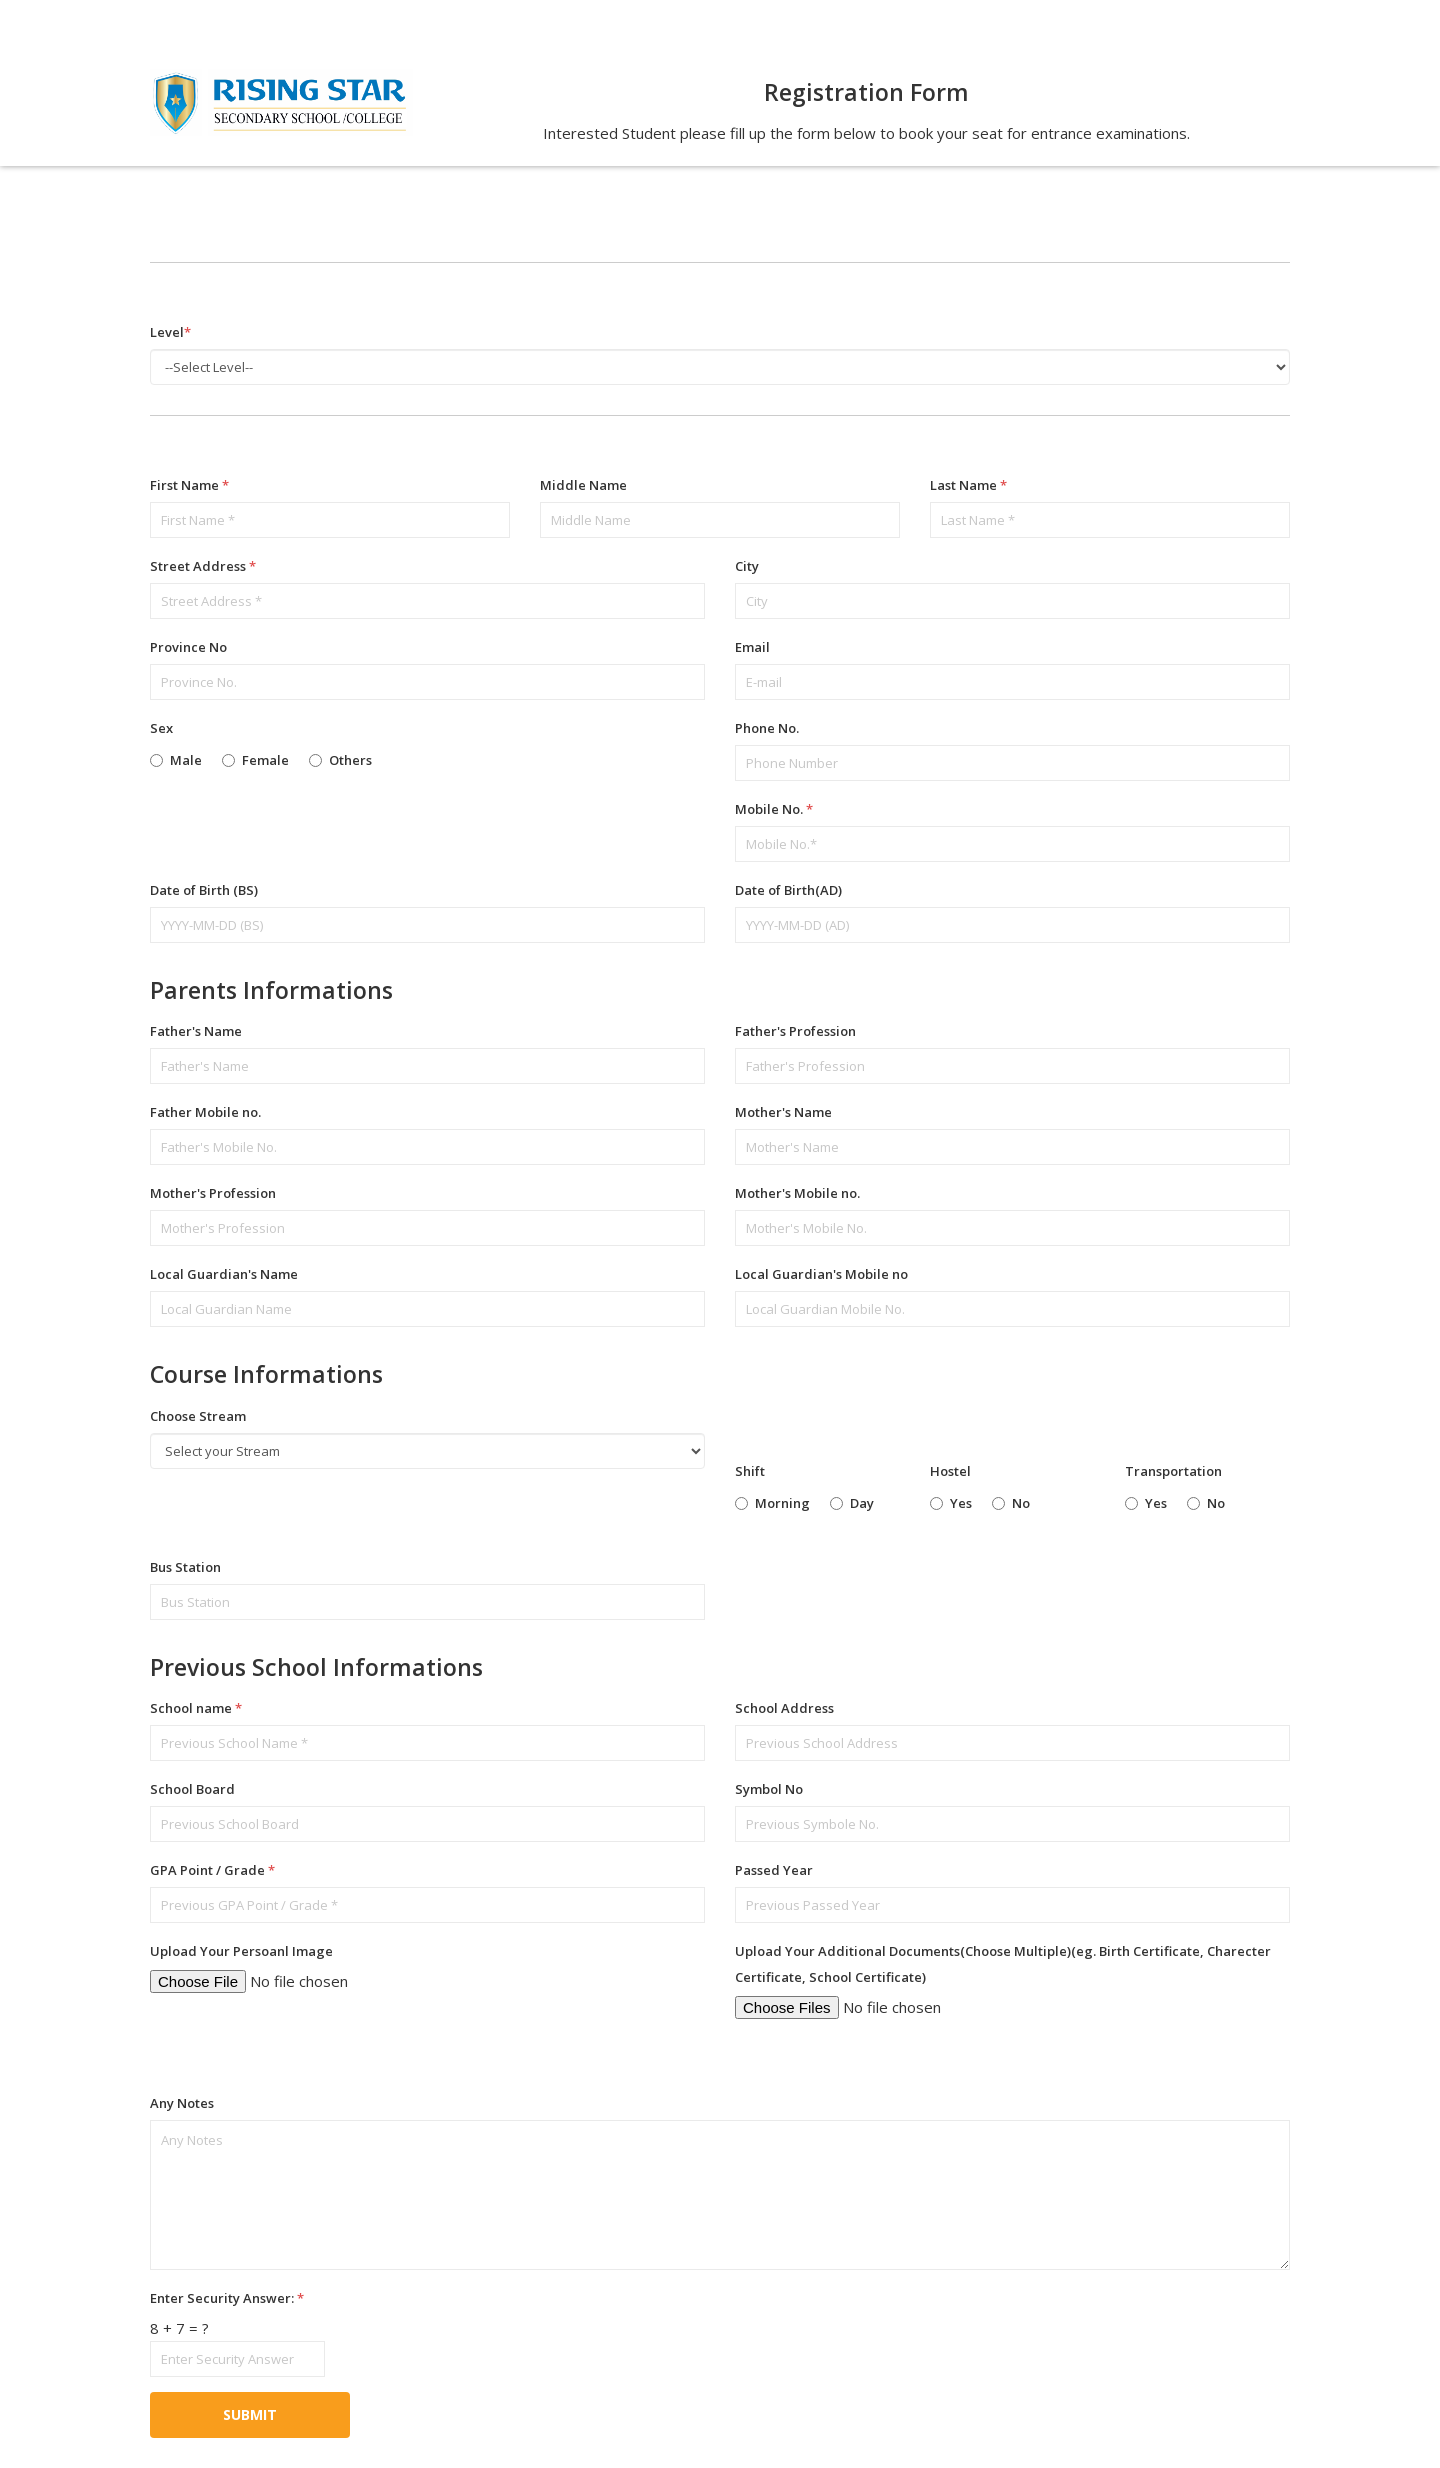 RISING STAR
SECONDARY SCHOOL /COLLEGE
Registration Form
Interested Student please fill up the form below to book your seat for entrance examinations.
Level*
--Select Level--
First Name * Middle Name Last Name *
First Name * Middle Name Last Name *
Street Address * City
Street Address * City
Province No Email
Province No. E-mail
Sex Phone No.
Male Female Others Phone Number
Mobile No. *
Mobile No.*
Date of Birth (BS) Date of Birth(AD)
YYYY-MM-DD (BS) YYYY-MM-DD (AD)
Parents Informations
Father's Name Father's Profession
Father's Name Father's Profession
Father Mobile no. Mother's Name
Father's Mobile No. Mother's Name
Mother's Profession Mother's Mobile no.
Mother's Profession Mother's Mobile No.
Local Guardian's Name Local Guardian's Mobile no
Local Guardian Name Local Guardian Mobile No.
Course Informations
Choose Stream
Select your Stream
Shift Hostel Transportation
Morning Day Yes No Yes No
Bus Station
Bus Station
Previous School Informations
School name * School Address
Previous School Name * Previous School Address
School Board Symbol No
Previous School Board Previous Symbole No.
GPA Point / Grade * Passed Year
Previous GPA Point / Grade * Previous Passed Year
Upload Your Persoanl Image
Choose File No file chosen
Upload Your Additional Documents(Choose Multiple)(eg. Birth Certificate, Charecter
Certificate, School Certificate)
Choose Files No file chosen
Any Notes
Any Notes
Enter Security Answer: *
8 + 7 = ?
Enter Security Answer
SUBMIT